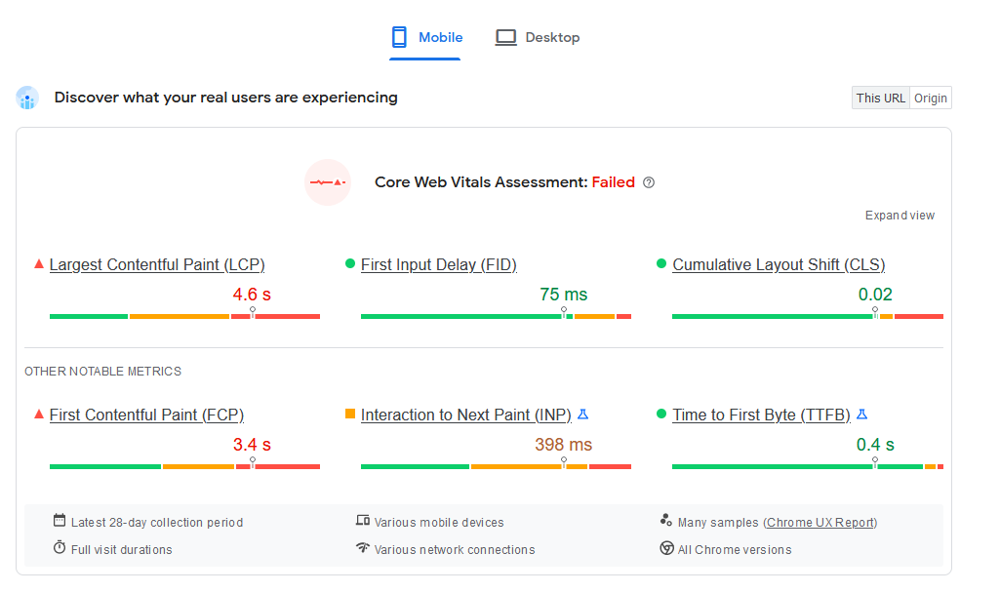 Mobile Desktop
Discover what your real users are experiencing This URL Origin
Core Web Vitals Assessment: Failed
Expand view
Largest Contentful Paint (LCP) First Input Delay (FID) Cumulative Layout Shift (CLS)
4.6 s 75 ms 0.02
OTHER NOTABLE METRICS
First Contentful Paint (FCP) Interaction to Next Paint (INP) Time to First Byte (TTFB)
3.4 s 398 ms 0.4 s
Latest 28-day collection period Various mobile devices Many samples (Chrome UX Report)
Full visit durations Various network connections All Chrome versions